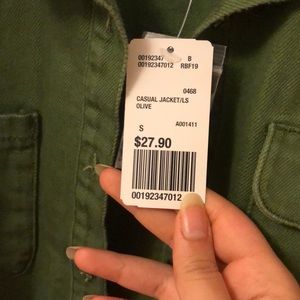 00192347 B
00192347012 RBF19
0468
CASUAL JACKET/LS
OLIVE
A001411
S
$27.90
00192347012